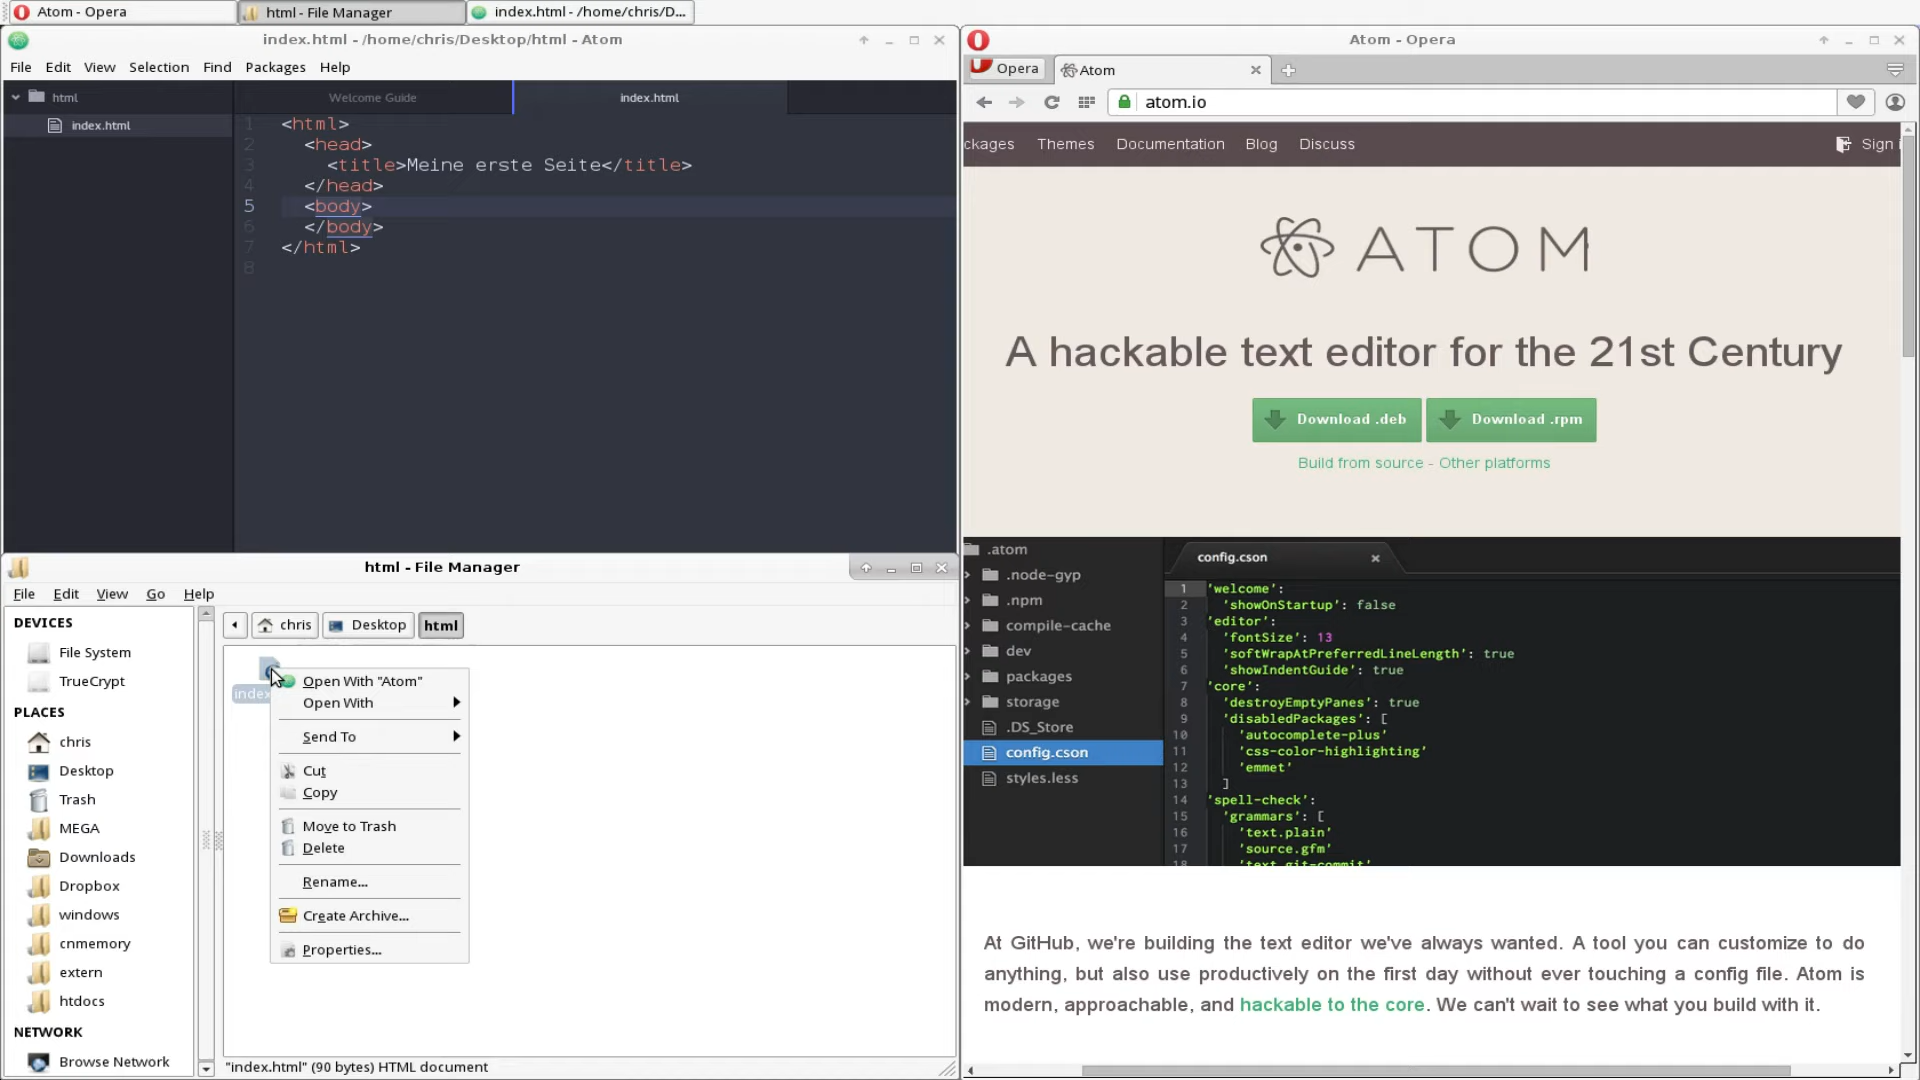 Atom - Opera
html - File Manager
index.html - /home/chris/D...
index.html - /home/chris/Desktop/html - Atom
File Edit View Selection Find Packages Help
html
index.html
Welcome Guide
index.html
1 <html>
2 <head>
3 <title>Meine erste Seite</title>
4 </head>
5 <body>
6 </body>
7 </html>
8
html - File Manager
File Edit View Go Help
DEVICES
File System
TrueCrypt
PLACES
chris
Desktop
Trash
MEGA
Downloads
Dropbox
windows
cnmemory
extern
htdocs
NETWORK
Browse Network
chris Desktop html
index
Open With "Atom"
Open With
Send To
Cut
Copy
Move to Trash
Delete
Rename...
Create Archive...
Properties...
"index.html" (90 bytes) HTML document
Atom - Opera
Opera
Atom
atom.io
ckages Themes Documentation Blog Discuss
Sign i
ATOM
A hackable text editor for the 21st Century
Download .deb
Download .rpm
Build from source - Other platforms
.atom
.node-gyp
.npm
compile-cache
dev
packages
storage
.DS_Store
config.cson
styles.less
config.cson
1 'welcome':
2 'showOnStartup': false
3 'editor':
4 'fontSize': 13
5 'softWrapAtPreferredLineLength': true
6 'showIndentGuide': true
7 'core':
8 'destroyEmptyPanes': true
9 'disabledPackages': [
10 'autocomplete-plus'
11 'css-color-highlighting'
12 'emmet'
13 ]
14 'spell-check':
15 'grammars': [
16 'text.plain'
17 'source.gfm'
18 'text.git-commit'
At GitHub, we're building the text editor we've always wanted. A tool you can customize to do
anything, but also use productively on the first day without ever touching a config file. Atom is
modern, approachable, and hackable to the core. We can't wait to see what you build with it.